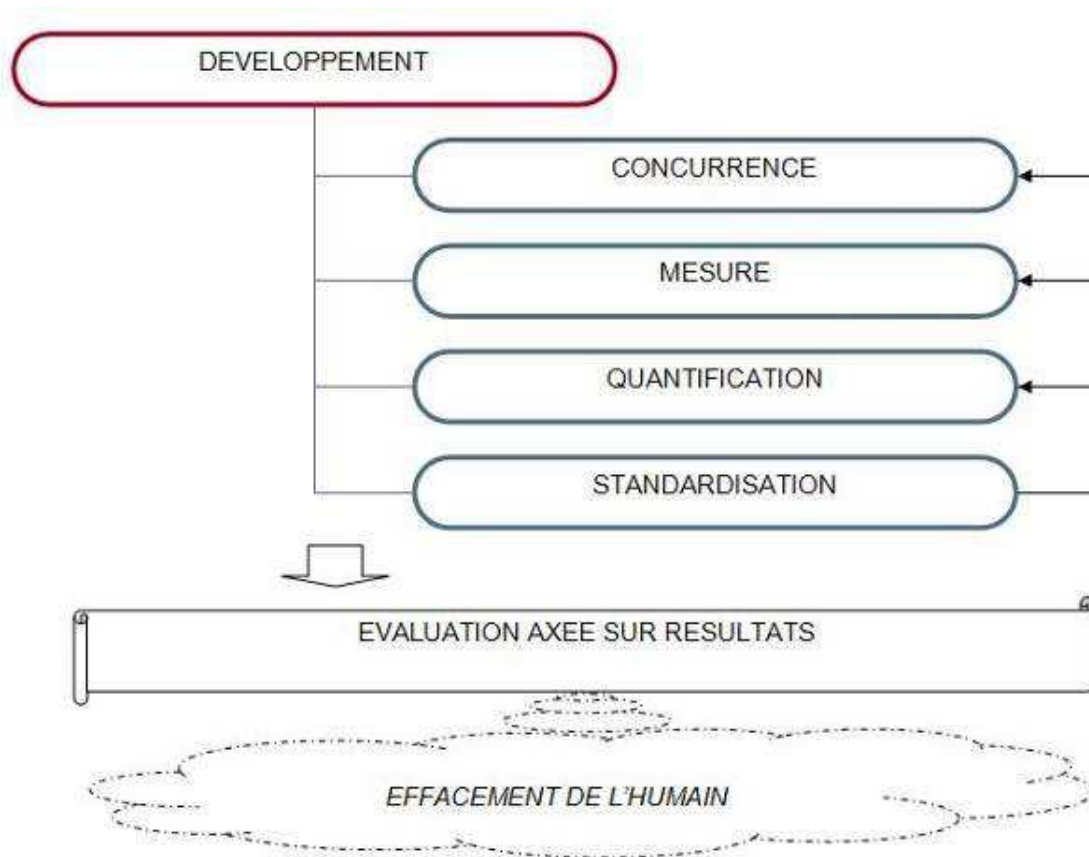 DEVELOPPEMENT
CONCURRENCE
MESURE
QUANTIFICATION
STANDARDISATION
EVALUATION AXEE SUR RESULTATS
EFFACEMENT DE L'HUMAIN